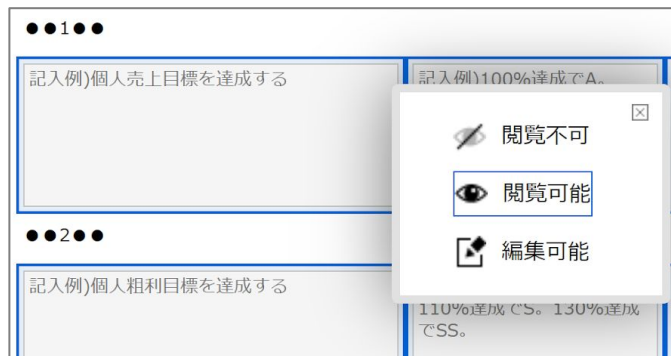 ●●1●●
記入例)個人売上目標を達成する
記入例)100%達成でA。
閲覧不可
閲覧可能
編集可能
●●2●●
記入例)個人粗利目標を達成する
110%達成でS。130%達成
でSS。